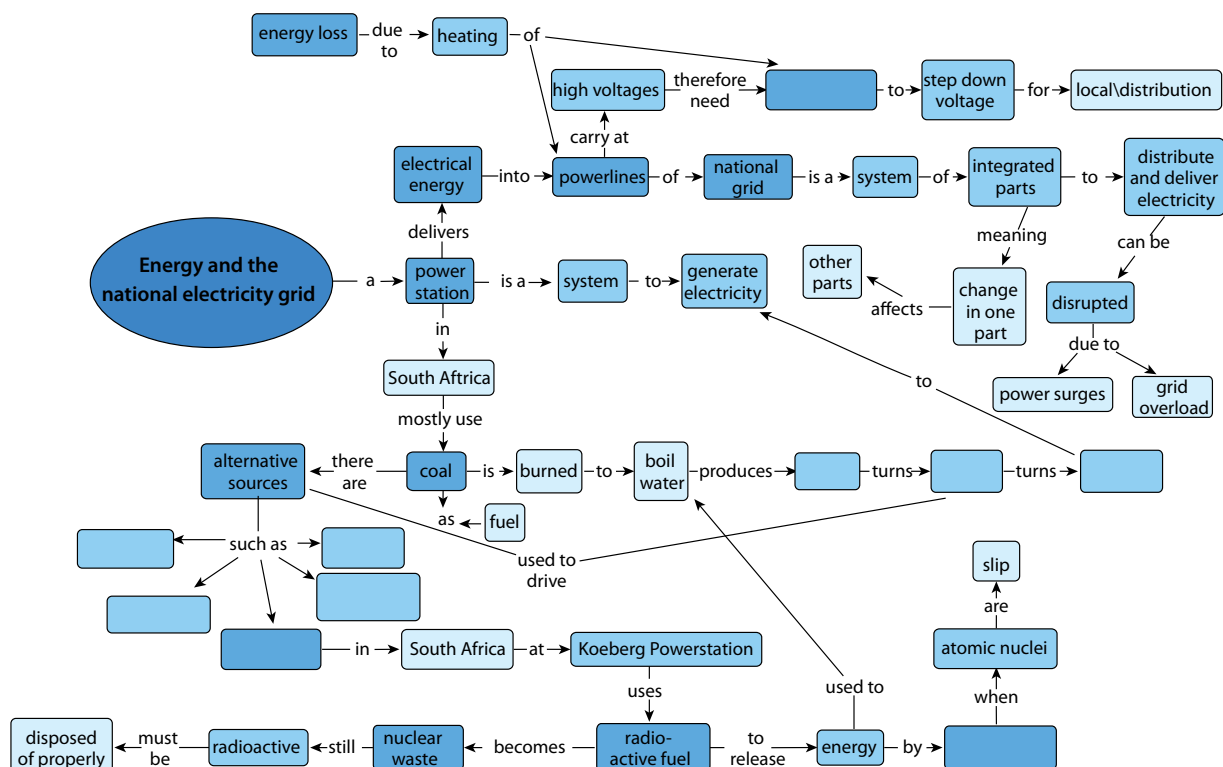 energy loss
due
to
heating
of
high voltages
therefore
need
to
step down
voltage
for
local\distribution
carry at
electrical
energy
into
powerlines
of
national
grid
is a
system
of
integrated
parts
to
distribute
and deliver
electricity
delivers
meaning
can be
Energy and the
national electricity grid
a
power
station
is a
system
to
generate
electricity
other
parts
affects
change
in one
part
disrupted
due to
power surges
grid
overload
in
South Aftrica
to
mostly use
alternative
sources
there
are
coal
is
burned
to
boil
water
produces
turns
turns
as
fuel
such as
used to
drive
slip
are
in
South Africa
at
Koeberg Powerstation
atomic nuclei
uses
used to
when
disposed
of properly
must
be
radioactive
still
nuclear
waste
becomes
radio-
active fuel
to
release
energy
by